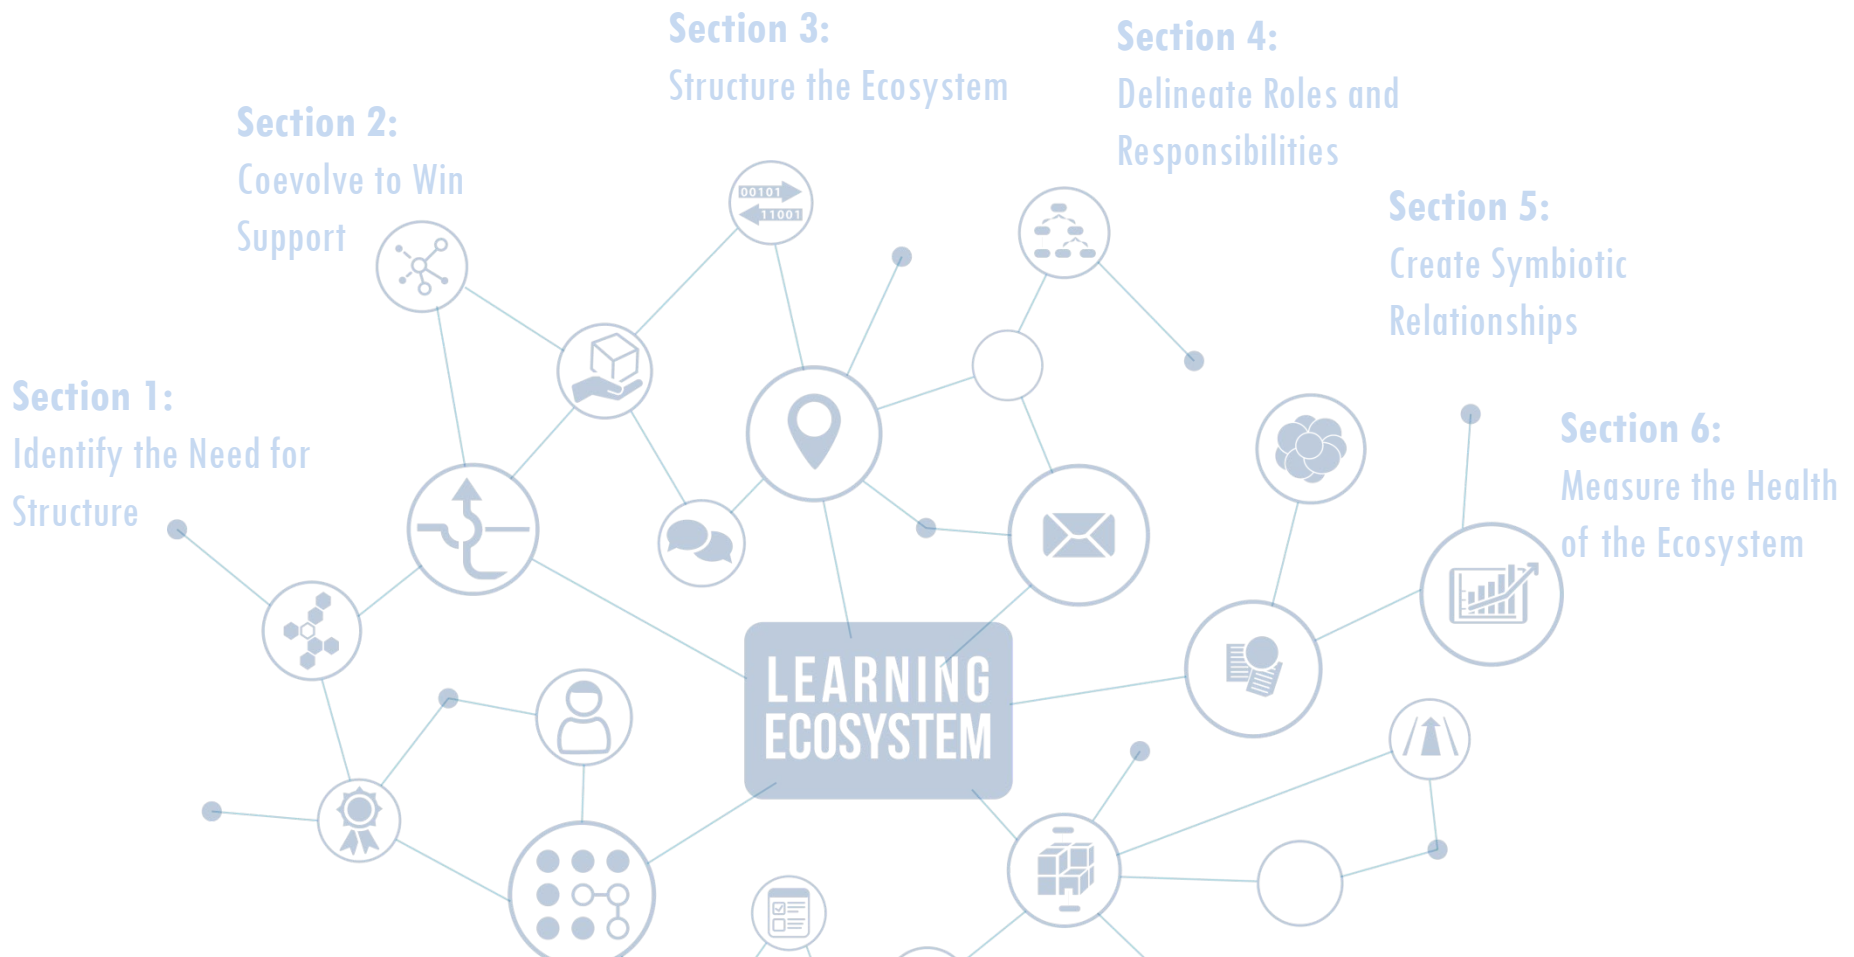 Section 1:
Identify the Need for
Structure
Section 2:
Coevolve to Win
Support
Section 3:
Structure the Ecosystem
Section 4:
Delineate Roles and
Responsibilities
Section 5:
Create Symbiotic
Relationships
Section 6:
Measure the Health
of the Ecosystem
00101
11001
LEARNING
ECOSYSTEM